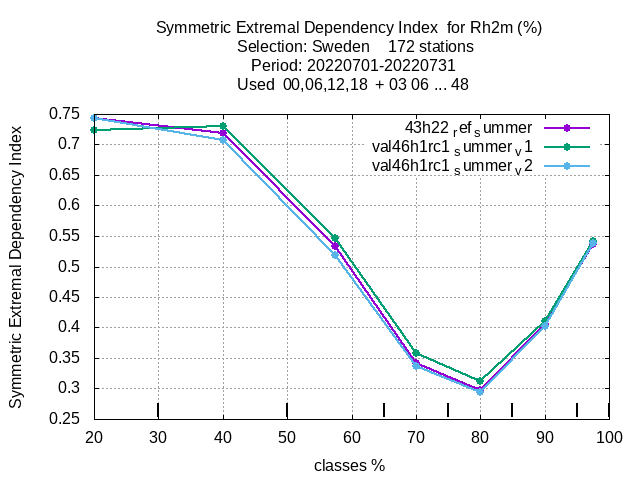 Symmetric Extremal Dependency Index for Rh2m (%)
Selection: Sweden 172 stations
Period: 20220701-20220731
Used 00,06,12,18 + 03 06 ... 48
Symmetric Extremal Dependency Index
0.75
0.7
0.65
0.6
0.55
0.5
0.45
0.4
0.35
0.3
0.25
43h22 ref summer
val46h1rc1 summer v1
val46h1rc1 summer v2
20 30 40 50 60 70 80 90 100
classes %